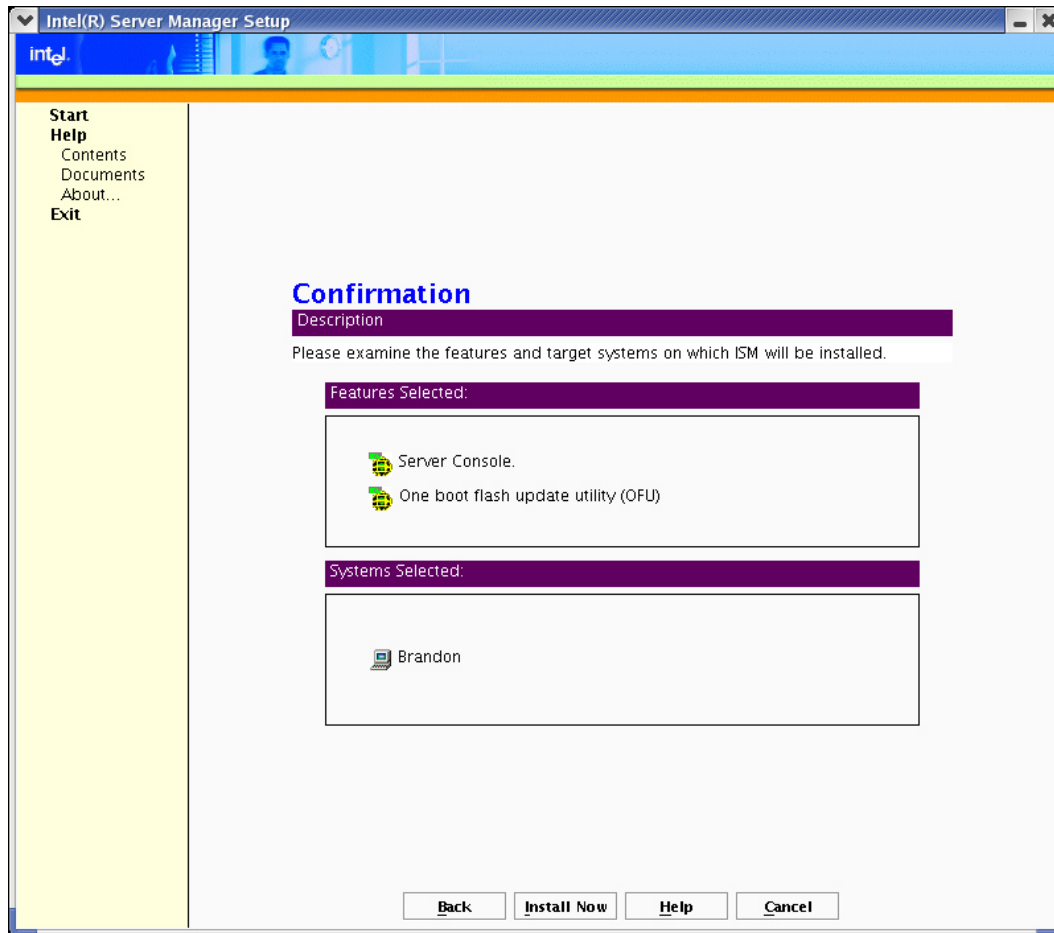 Intel(R) Server Manager Setup
intel.
Start
Help
Contents
Documents
About...
Exit
Confirmation
Description
Please examine the features and target systems on which ISM will be installed.
Features Selected:
Server Console.
One boot flash update utility (OFU)
Systems Selected:
Brandon
Back
Install Now
Help
Cancel